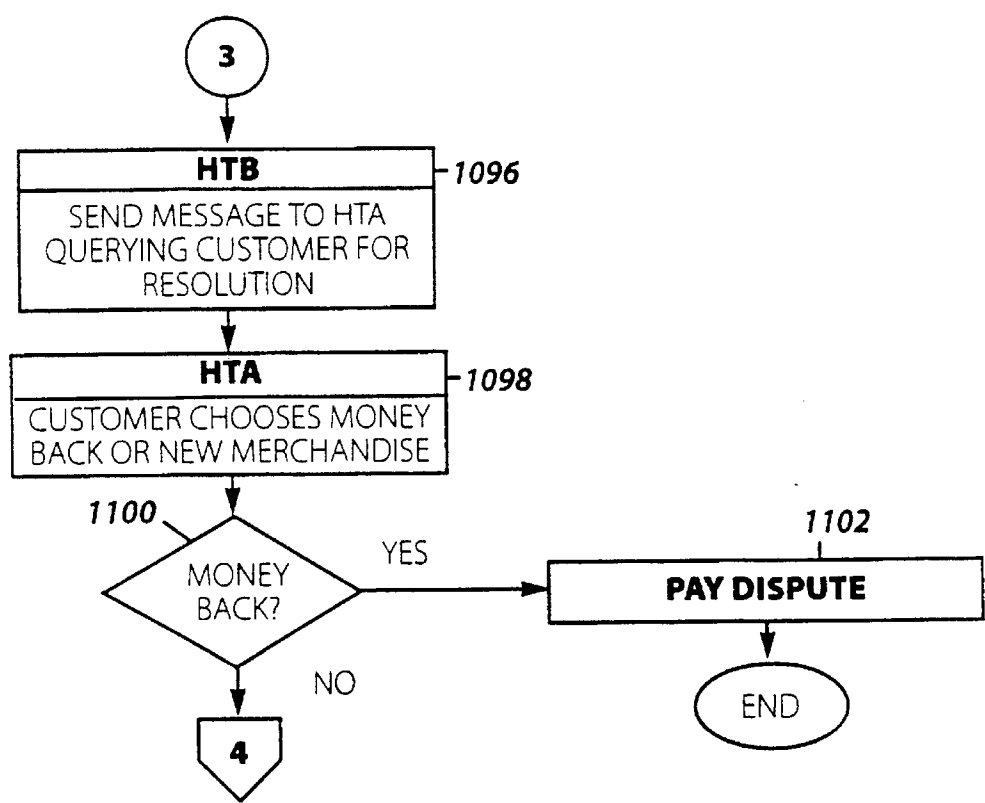 3
HTB
1096
SEND MESSAGE TO HTA
QUERYING CUSTOMER FOR
RESOLUTION
HTA
1098
CUSTOMER CHOOSES MONEY
BACK OR NEW MERCHANDISE
1100
MONEY
BACK?
YES
1102
PAY DISPUTE
NO
END
4